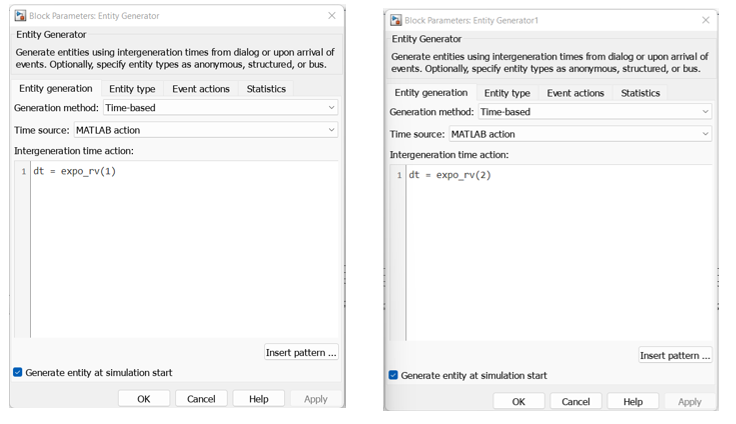 Block Parameters: Entity Generator
Entity Generator
Generate entities using intergeneration times from dialog or upon arrival of
events. Optionally, specify entity types as anonymous, structured, or bus.
Entity generation Entity type Event actions Statistics
Generation method: Time-based
Time source: MATLAB action
Intergeneration time action:
1 dt = expo_rv(1)
Insert pattern ...
Generate entity at simulation start
OK Cancel Help Apply
Block Parameters: Entity Generator1
Entity Generator
Generate entities using intergeneration times from dialog or upon arrival of
events. Optionally, specify entity types as anonymous, structured, or bus.
Entity generation Entity type Event actions Statistics
Generation method: Time-based
Time source: MATLAB action
Intergeneration time action:
1 dt = expo_rv(2)
Insert pattern ...
Generate entity at simulation start
OK Cancel Help Apply